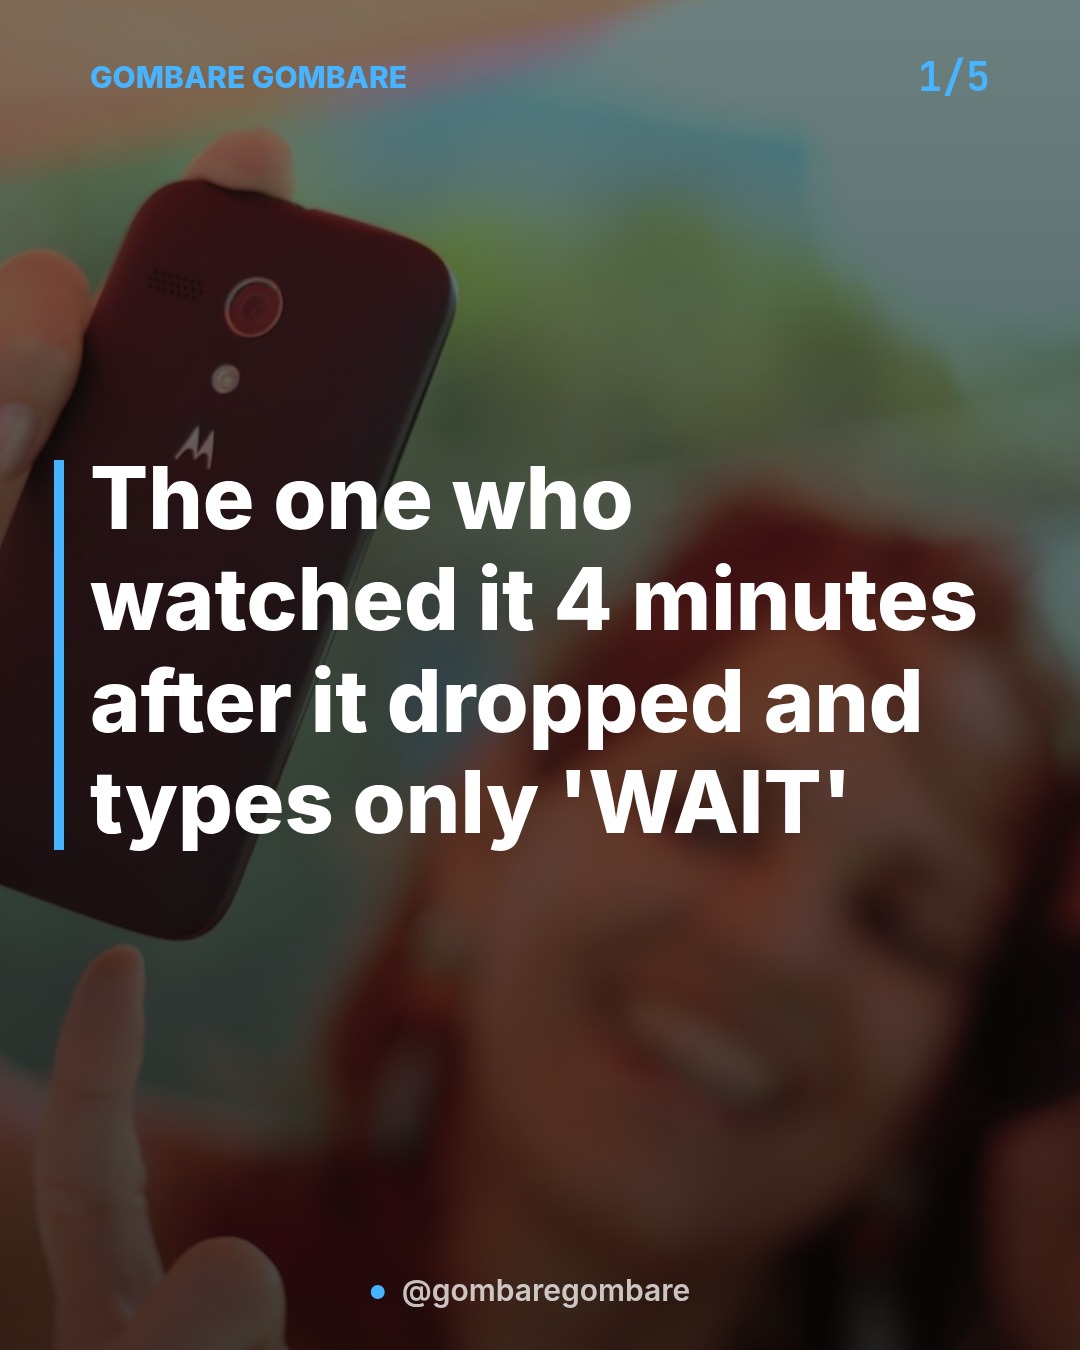 GOMBARE GOMBARE
1/5
The one who
watched it 4 minutes
after it dropped and
types only 'WAIT'
@gombaregombare